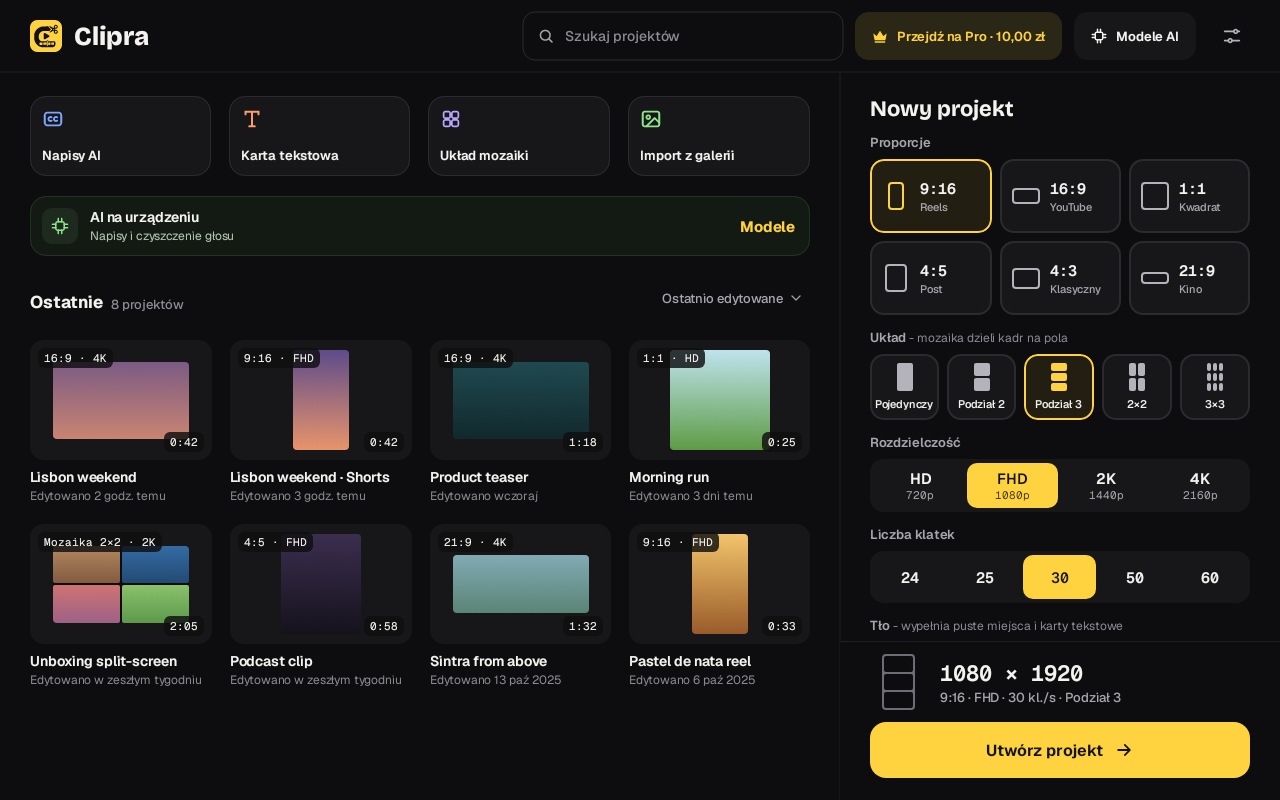 Clipra
Szukaj projektów
Przejdź na Pro · 10,00 zł
Modele AI
Napisy AI
Karta tekstowa
Układ mozaiki
Import z galerii
AI na urządzeniu
Napisy i czyszczenie głosu
Modele
Ostatnie 8 projektów
Ostatnio edytowane
16:9 · 4K
0:42
Lisbon weekend
Edytowano 2 godz. temu
9:16 · FHD
0:42
Lisbon weekend · Shorts
Edytowano 3 godz. temu
16:9 · 4K
1:18
Product teaser
Edytowano wczoraj
1:1 · HD
0:25
Morning run
Edytowano 3 dni temu
Mozaika 2×2 · 2K
2:05
Unboxing split-screen
Edytowano w zeszłym tygodniu
4:5 · FHD
0:58
Podcast clip
Edytowano w zeszłym tygodniu
21:9 · 4K
1:32
Sintra from above
Edytowano 13 paź 2025
9:16 · FHD
0:33
Pastel de nata reel
Edytowano 6 paź 2025
Nowy projekt
Proporcje
9:16
Reels
16:9
YouTube
1:1
Kwadrat
4:5
Post
4:3
Klasyczny
21:9
Kino
Układ - mozaika dzieli kadr na pola
Pojedynczy
Podział 2
Podział 3
2×2
3×3
Rozdzielczość
HD
720p
FHD
1080p
2K
1440p
4K
2160p
Liczba klatek
24
25
30
50
60
Tło - wypełnia puste miejsca i karty tekstowe
1080 × 1920
9:16 · FHD · 30 kl./s · Podział 3
Utwórz projekt